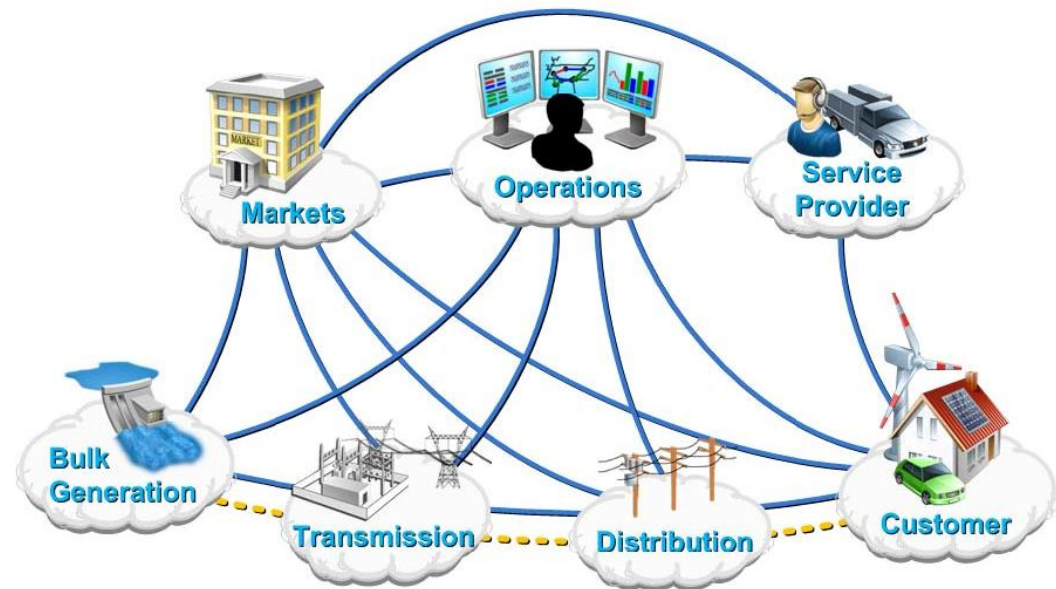 MARKET
Markets
Operations
Service
Provider
Bulk
Generation
Transmission
Distribution
Customer